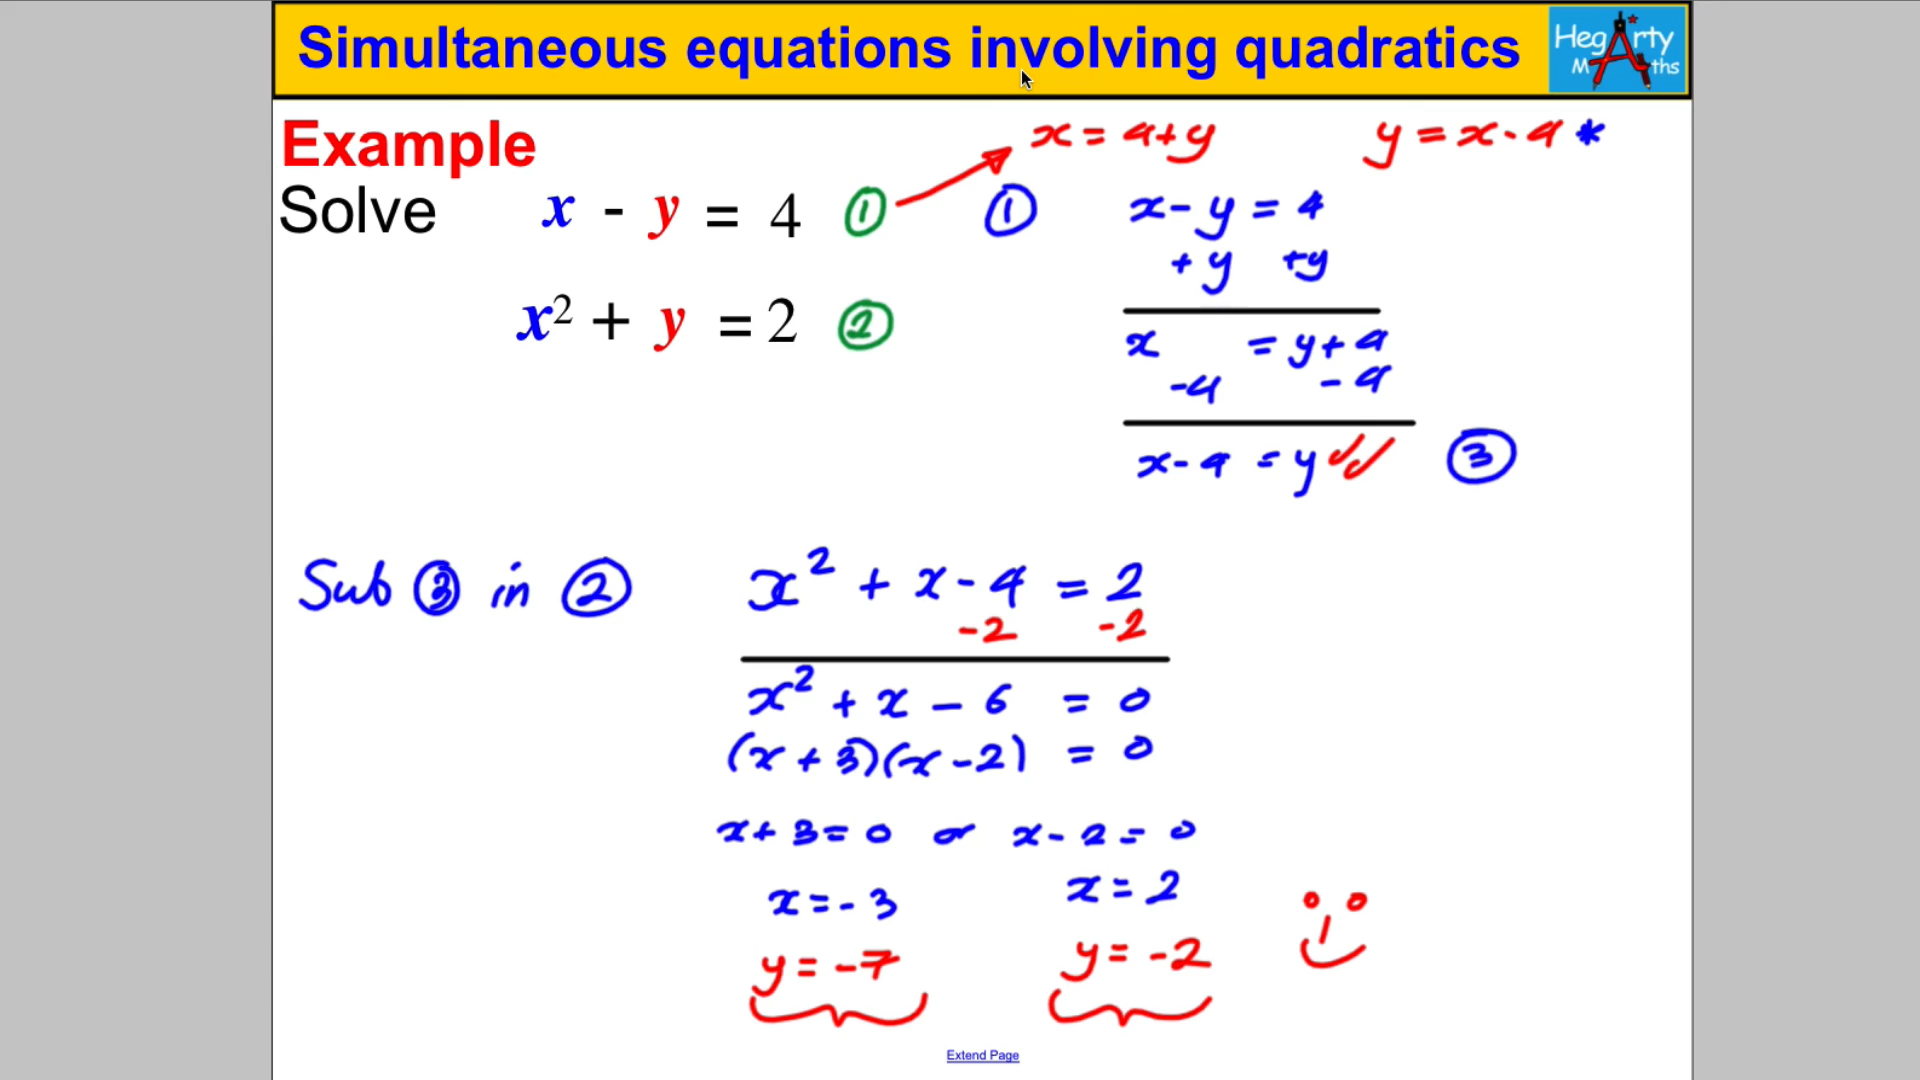 Simultaneous equations involving quadratics
Hegarty
Maths
Example
x = 4+y
y = x-4 *
Solve x - y = 4 ①
① x - y = 4
+ y +y
x² + y = 2 ②
x = y + 4
-4 - 4
x - 4 = y ③
Sub ③ in ② x² + x - 4 = 2
-2 -2
x² + x - 6 = 0
(x + 3)(x - 2) = 0
x + 3 = 0 or x - 2 = 0
x = -3 x = 2
y = -7 y = -2
Extend Page